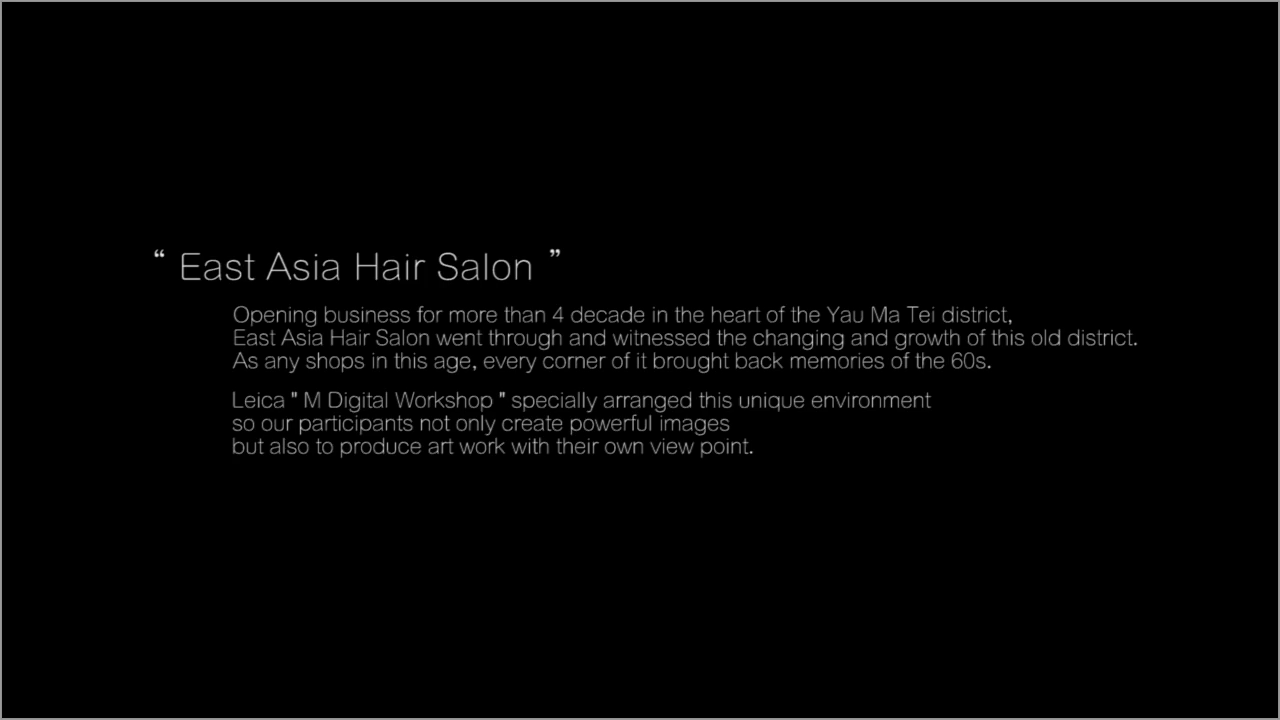 “ East Asia Hair Salon ”
Opening business for more than 4 decade in the heart of the Yau Ma Tei district,
East Asia Hair Salon went through and witnessed the changing and growth of this old district.
As any shops in this age, every corner of it brought back memories of the 60s.
Leica " M Digital Workshop " specially arranged this unique environment
so our participants not only create powerful images
but also to produce art work with their own view point.